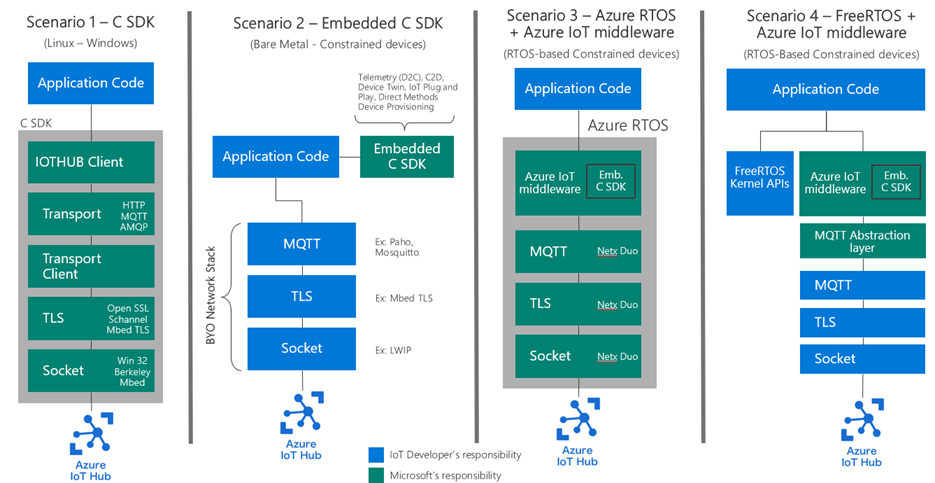 Scenario 1 – C SDK
(Linux – Windows)
Application Code
C SDK
IOTHUB Client
Transport
HTTP
MQTT
AMQP
Transport
Client
TLS
Open SSL
Schannel
Mbed TLS
Socket
Win 32
Berkeley
Mbed
Azure
IoT Hub
Scenario 2 – Embedded C SDK
(Bare Metal - Constrained devices)
Telemetry (D2C), C2D,
Device Twin, IoT Plug and
Play, Direct Methods
Device Provisioning
Application Code
Embedded
C SDK
BYO Network Stack
MQTT
Ex: Paho,
Mosquitto
TLS
Ex: Mbed TLS
Socket
Ex: LWIP
Azure
IoT Hub
Scenario 3 – Azure RTOS
+ Azure IoT middleware
(RTOS-based Constrained devices)
Application Code
Azure RTOS
Azure IoT
middleware
Emb.
C SDK
MQTT
Netx Duo
TLS
Netx Duo
Socket
Netx Duo
Azure
IoT Hub
Scenario 4 – FreeRTOS +
Azure IoT middleware
(RTOS-Based Constrained devices)
Application Code
FreeRTOS
Kernel APIs
Azure IoT
middleware
Emb.
C SDK
MQTT Abstraction
layer
MQTT
TLS
Socket
Azure
IoT Hub
IoT Developer's responsibility
Microsoft's responsibility